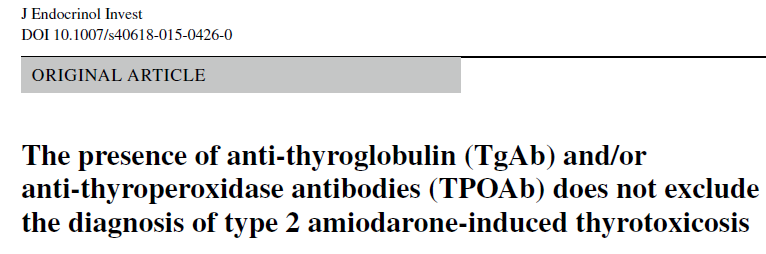 J Endocrinol Invest
DOI 10.1007/s40618-015-0426-0
ORIGINAL ARTICLE
The presence of anti-thyroglobulin (TgAb) and/or
anti-thyroperoxidase antibodies (TPOAb) does not exclude
the diagnosis of type 2 amiodarone-induced thyrotoxicosis